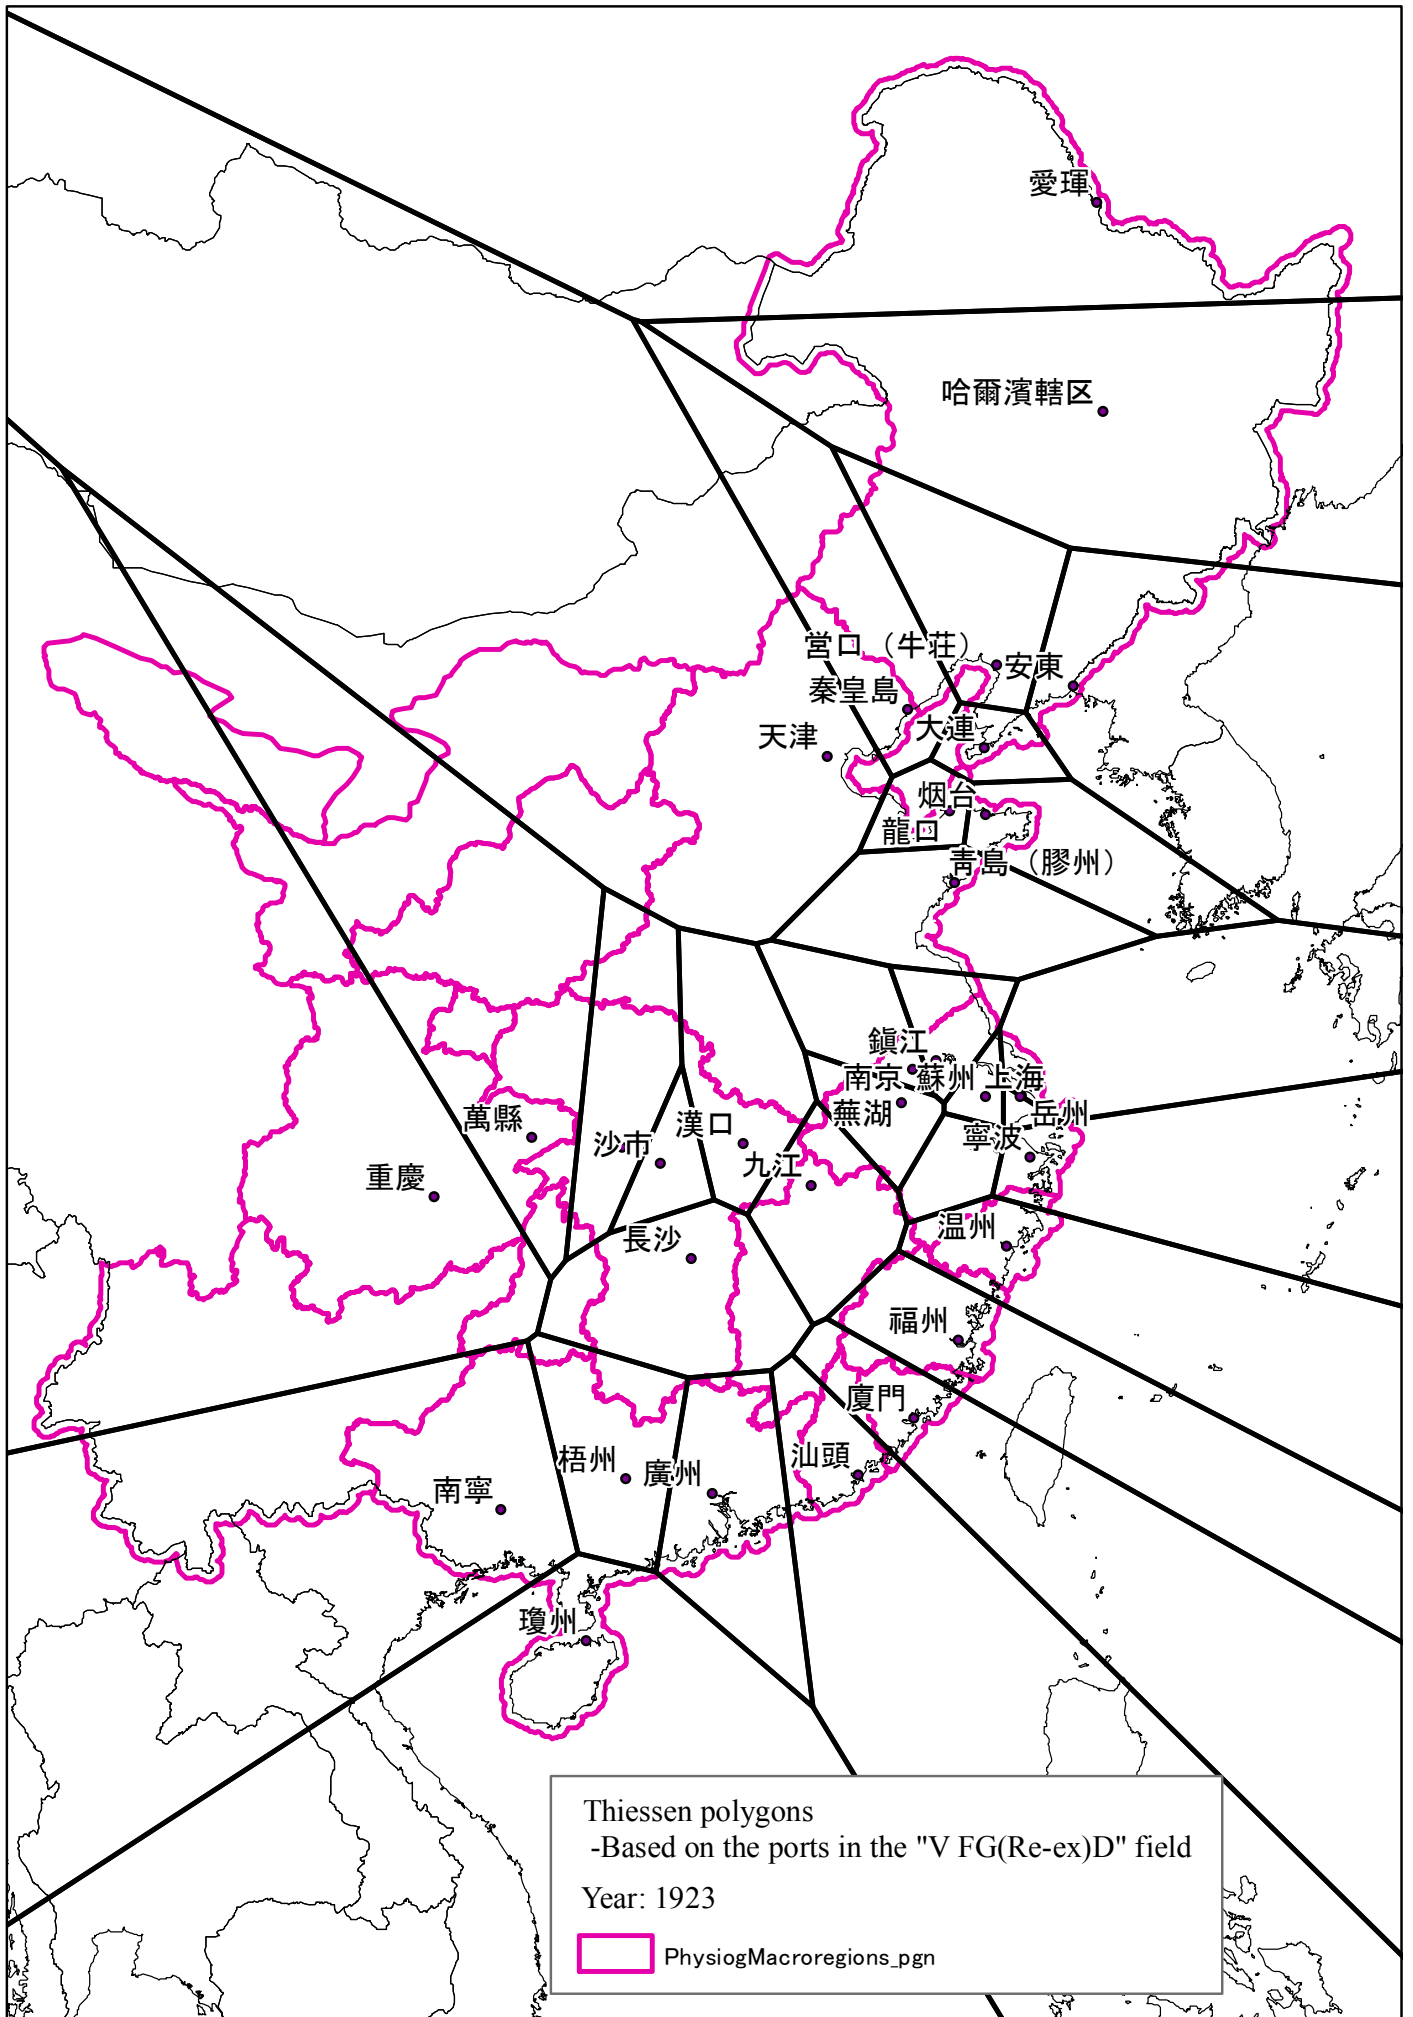 愛琿
哈爾濱轄区
営口（牛荘）
安東
秦皇島
大連
天津
烟台
龍口
青島（膠州）
鎭江
南京
蘇州
上海
蕪湖
岳州
萬縣
沙市
漢口
寧波
九江
重慶
温州
長沙
福州
廈門
汕頭
梧州
廣州
南寧
瓊州
Thiessen polygons
-Based on the ports in the "V FG(Re-ex)D" field
Year: 1923
PhysiogMacroregions_pgn